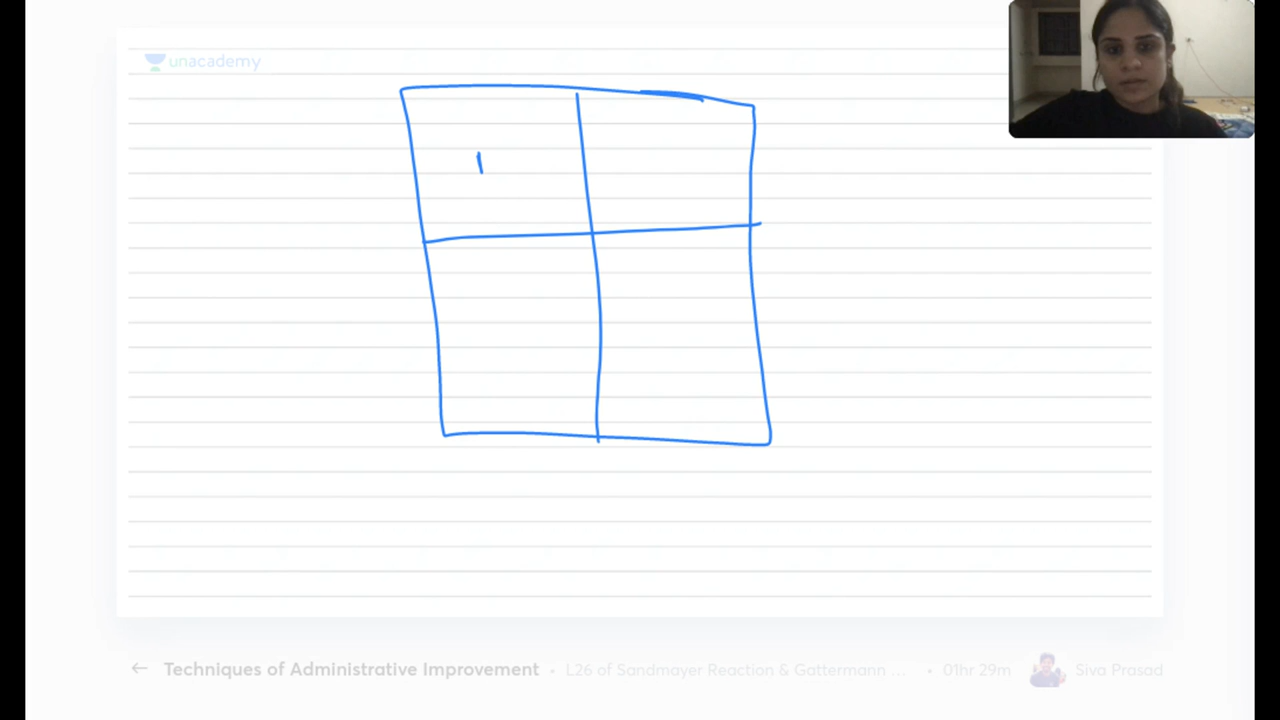 unacademy
1
Techniques of Administrative Improvement • L26 of Sandmayer Reaction & Gattermann ... • 01hr 29m Siva Prasad